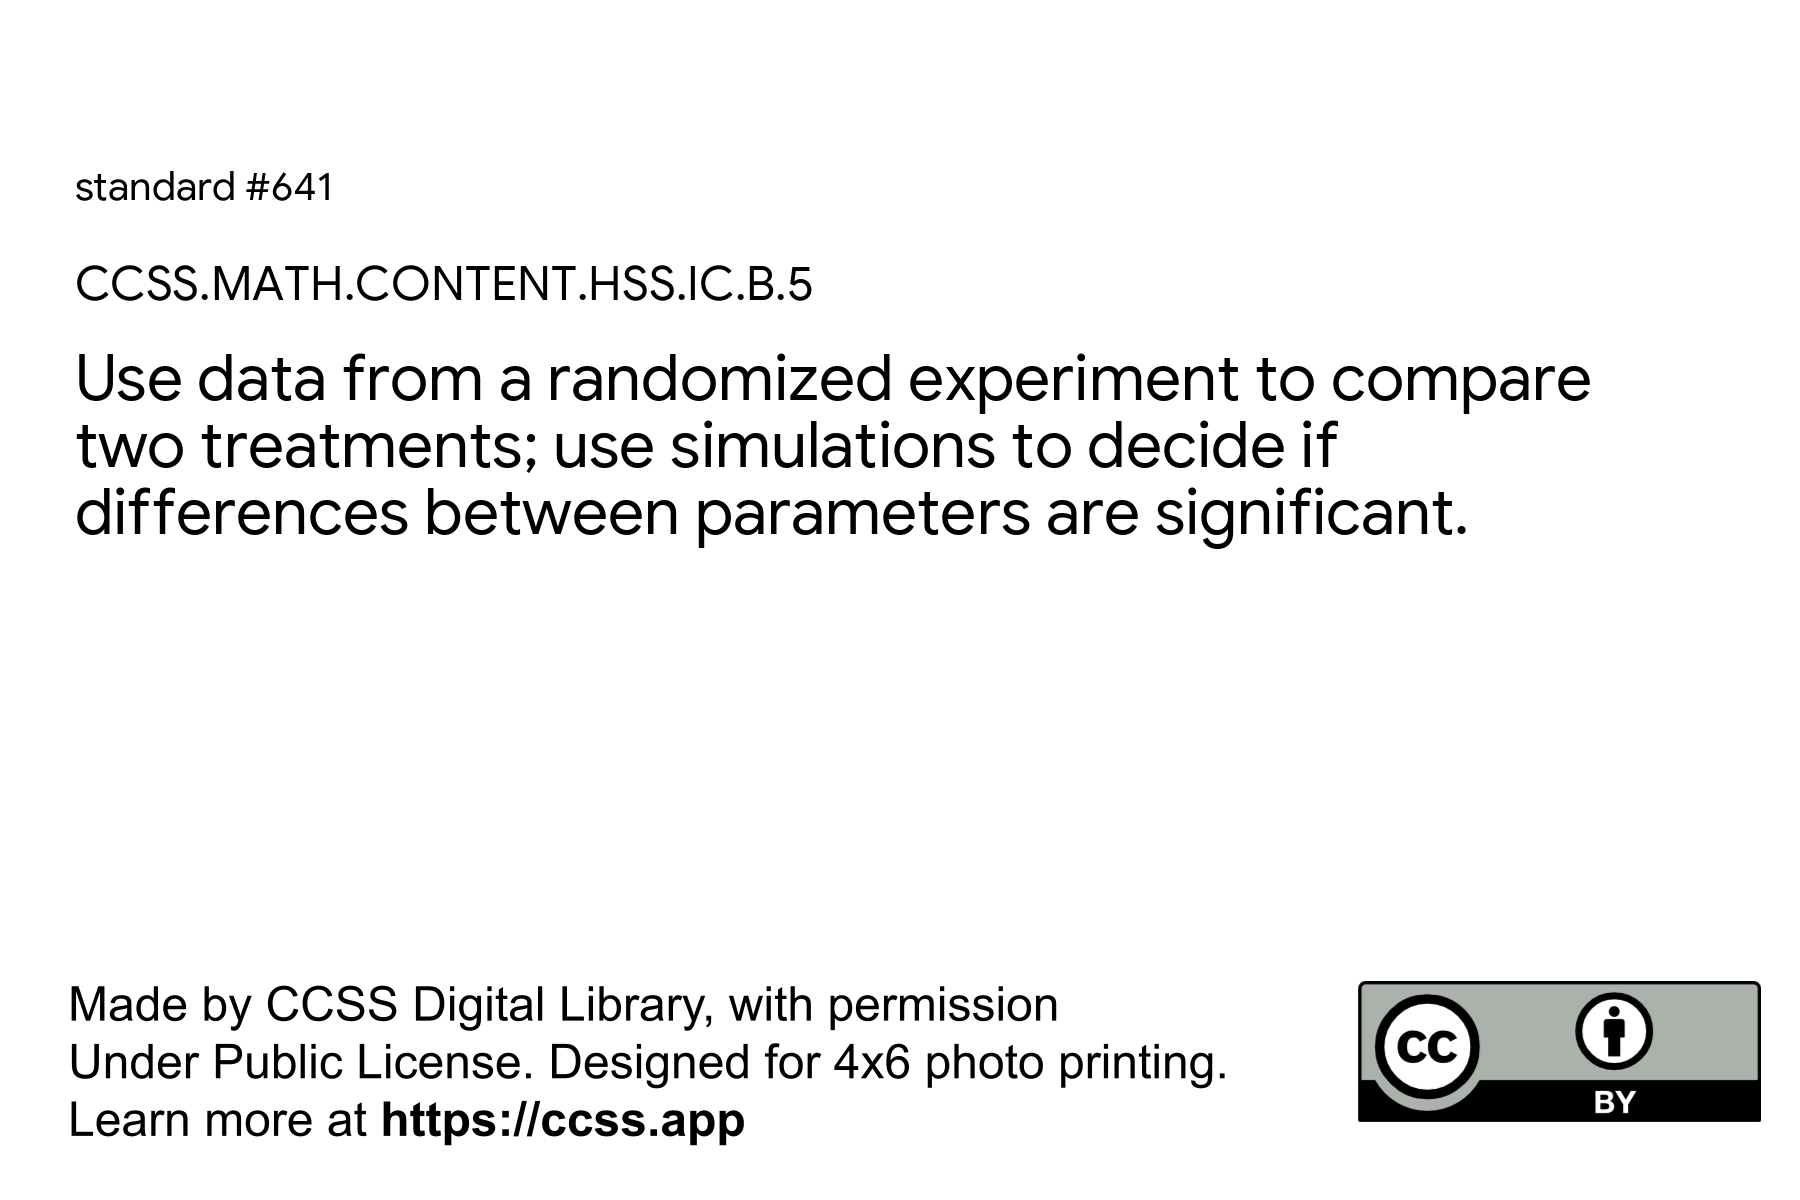 standard #641
CCSS.MATH.CONTENT.HSS.IC.B.5
Use data from a randomized experiment to compare
two treatments; use simulations to decide if
differences between parameters are significant.
Made by CCSS Digital Library, with permission
Under Public License. Designed for 4x6 photo printing.
Learn more at https://ccss.app
CC
BY